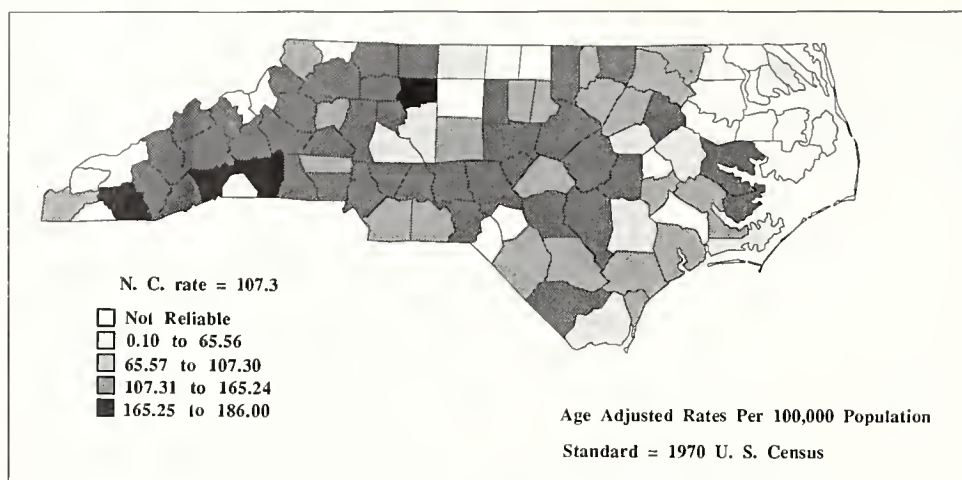 N. C. rate = 107.3
Not Reliable
0.10 to 65.56
65.57 to 107.30
107.31 to 165.24
165.25 to 186.00
Age Adjusted Rates Per 100,000 Population
Standard = 1970 U. S. Census